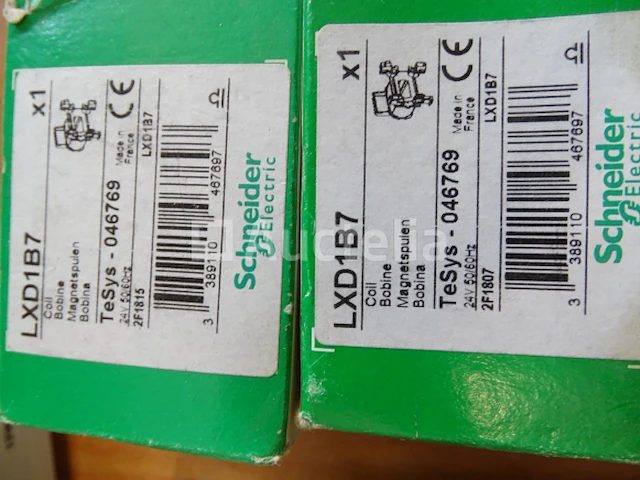 LXD1B7
x1
Coil
Bobine
Magnetspulen
Bobina
TeSys - 046769
24V 50/60Hz
2F1815
Made in
France
CE
LXD1B7
3 389110 467697
Schneider
Electric
LXD1B7
x1
Coil
Bobine
Magnetspulen
Bobina
TeSys - 046769
24V 50/60Hz
2F1807
Made in
France
CE
LXD1B7
3 389110 467697
Schneider
Electric
Auctelia